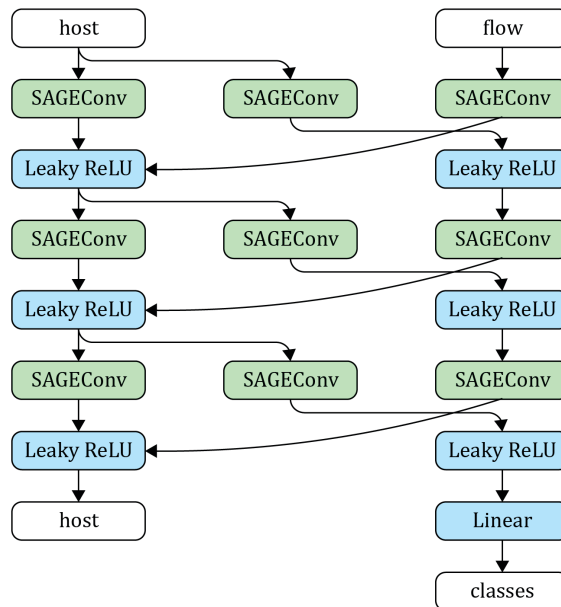 host
flow
SAGEConv
SAGEConv
SAGEConv
Leaky ReLU
Leaky ReLU
SAGEConv
SAGEConv
SAGEConv
Leaky ReLU
Leaky ReLU
SAGEConv
SAGEConv
SAGEConv
Leaky ReLU
Leaky ReLU
host
Linear
classes